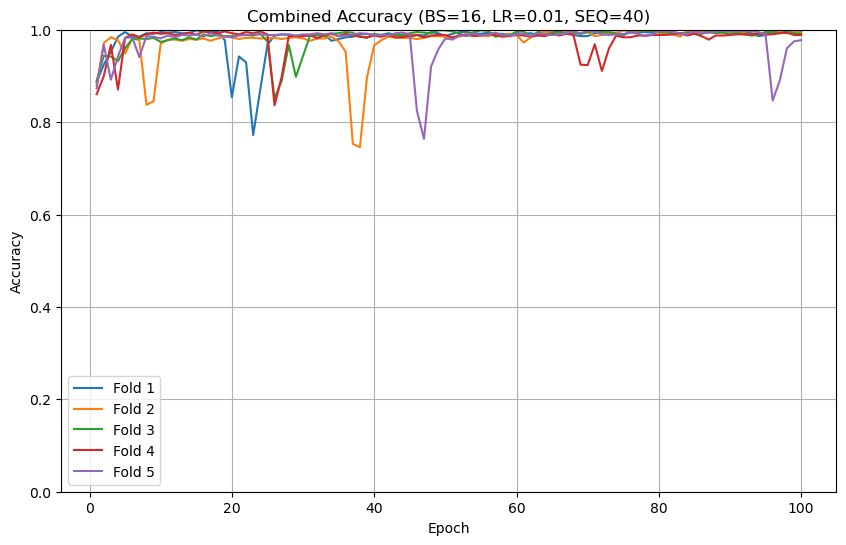 Combined Accuracy (BS=16, LR=0.01, SEQ=40)
1.0
0.8
0.6
0.4
0.2
0.0
Accuracy
Fold 1
Fold 2
Fold 3
Fold 4
Fold 5
0 20 40 60 80 100
Epoch